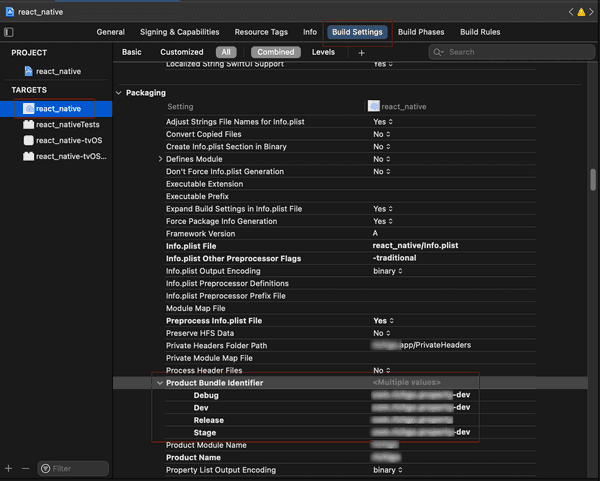 react_native
General Signing & Capabilities Resource Tags Info Build Settings Build Phases Build Rules
PROJECT
react_native
TARGETS
react_native
react_nativeTests
react_native-tvOS
react_native-tvOS...
Filter
Basic Customized All Combined Levels + Search
Localized String SwiftUI Support Yes
Packaging
Setting react_native
Adjust Strings File Names for Info.plist Yes
Convert Copied Files No
Create Info.plist Section in Binary No
Defines Module No
Don't Force Info.plist Generation No
Executable Extension
Executable Prefix
Expand Build Settings in Info.plist File Yes
Force Package Info Generation Yes
Framework Version A
Info.plist File react_native/Info.plist
Info.plist Other Preprocessor Flags -traditional
Info.plist Output Encoding binary
Info.plist Preprocessor Definitions
Info.plist Preprocessor Prefix File
Module Map File
Preprocess Info.plist File Yes
Preserve HFS Data No
Private Headers Folder Path .app/PrivateHeaders
Private Module Map File
Process Header Files No
Product Bundle Identifier <Multiple values>
Debug -dev
Dev -dev
Release
Stage -dev
Product Module Name
Product Name
Property List Output Encoding binary